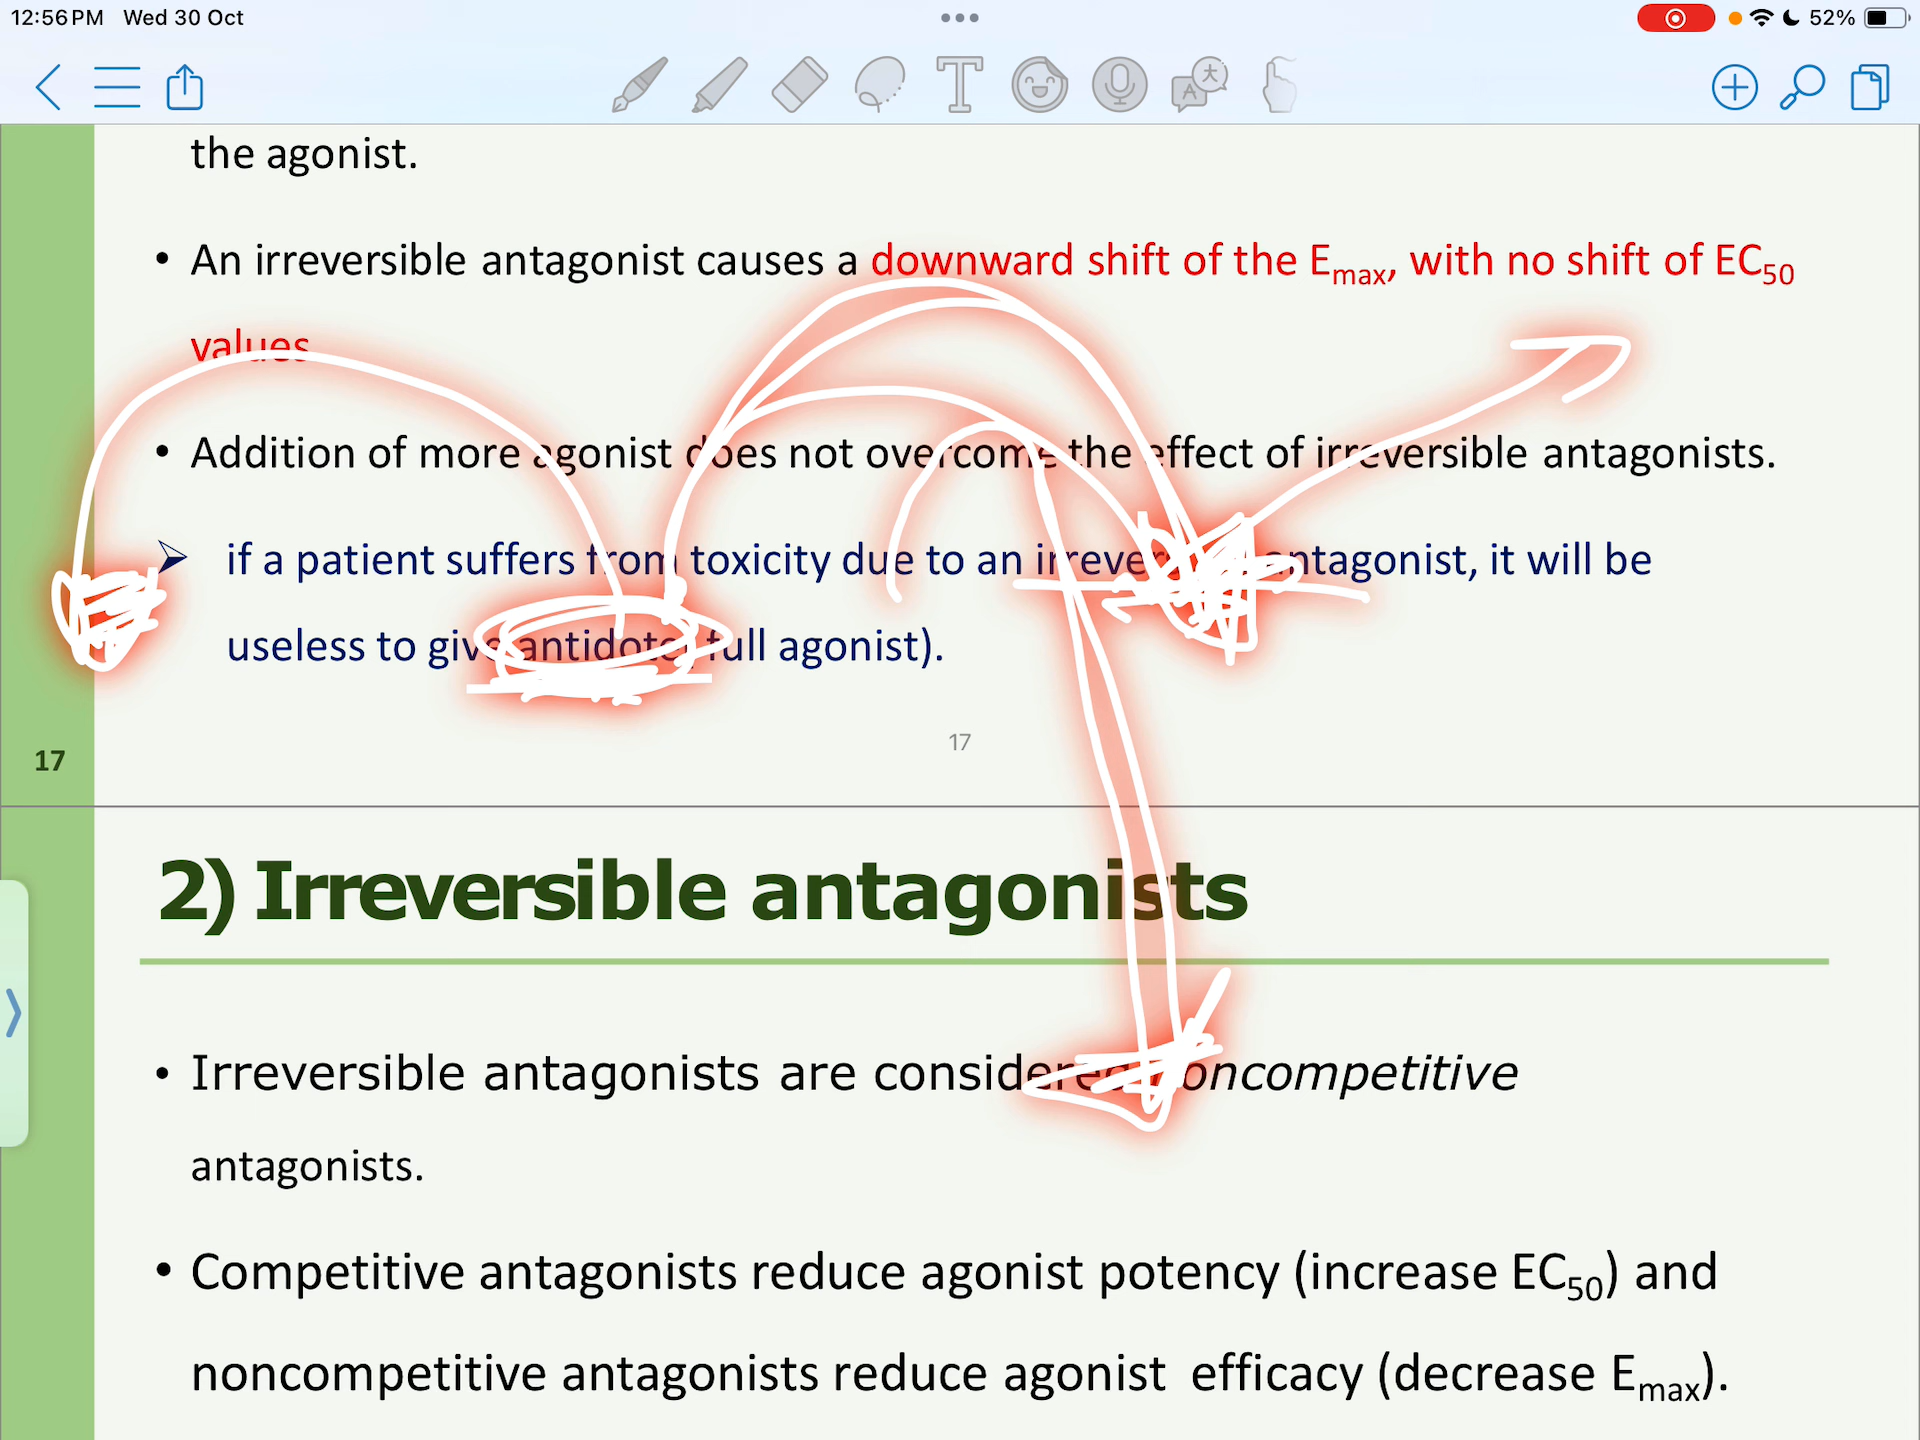 12:56 PM Wed 30 Oct
52%
the agonist.
• An irreversible antagonist causes a downward shift of the Emax, with no shift of EC50
values
• Addition of more agonist does not overcome the effect of irreversible antagonists.
➢ if a patient suffers from toxicity due to an antagonist, it will be
useless to give antidote full agonist).
17
17
2) Irreversible antagonists
• Irreversible antagonists are considered noncompetitive
antagonists.
• Competitive antagonists reduce agonist potency (increase EC50) and
noncompetitive antagonists reduce agonist efficacy (decrease Emax).